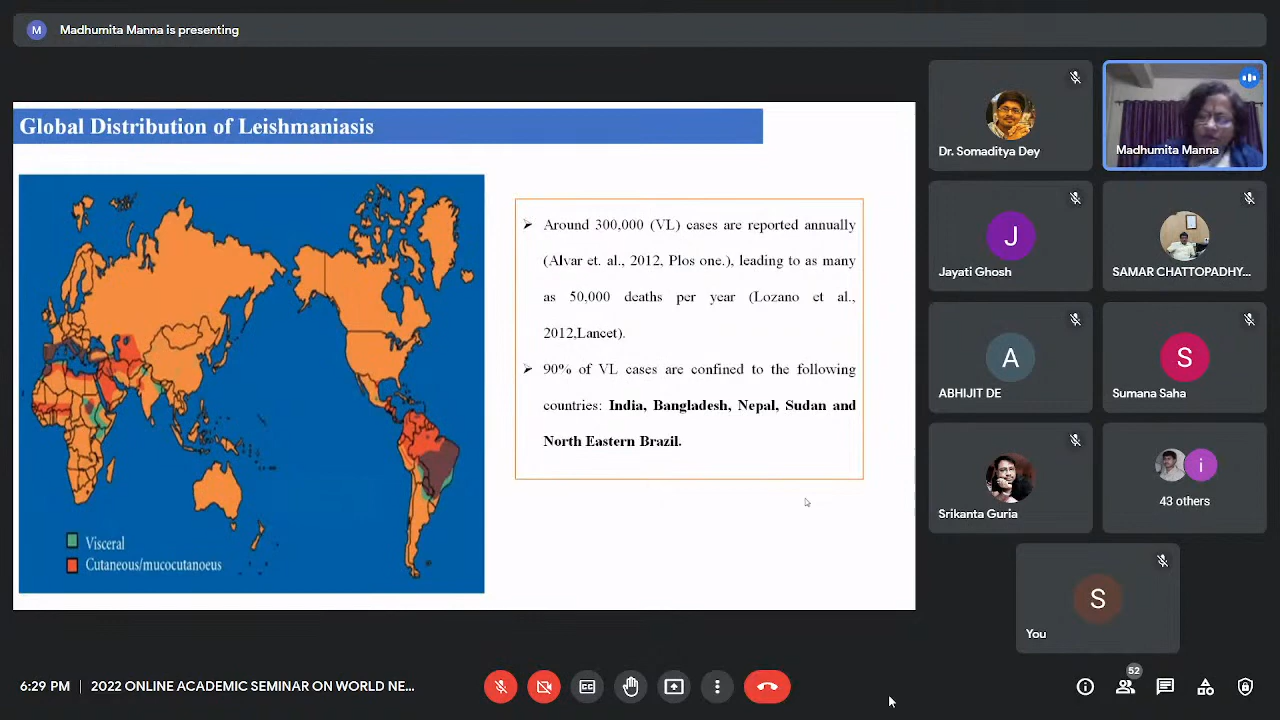 M
Madhumita Manna is presenting
Global Distribution of Leishmaniasis
Around 300,000 (VL) cases are reported annually
(Alvar et. al., 2012, Plos one.), leading to as many
as 50,000 deaths per year (Lozano et al.,
2012,Lancet).
90% of VL cases are confined to the following
countries: India, Bangladesh, Nepal, Sudan and
North Eastern Brazil.
Visceral
Cutaneous/mucocutanoeus
Dr. Somaditya Dey
Madhumita Manna
J
Jayati Ghosh
SAMAR CHATTOPADHY...
A
ABHIJIT DE
S
Sumana Saha
Srikanta Guria
i
43 others
S
You
6:29 PM
2022 ONLINE ACADEMIC SEMINAR ON WORLD NE...
52